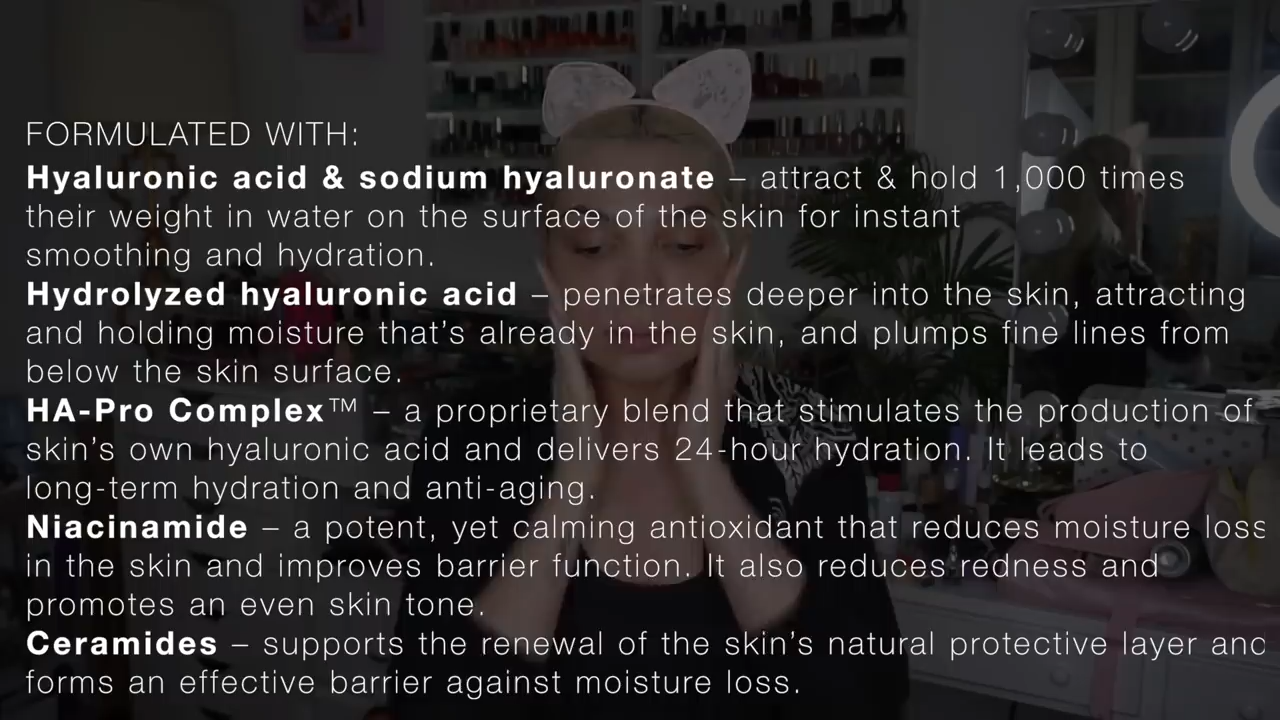 FORMULATED WITH:
Hyaluronic acid & sodium hyaluronate – attract & hold 1,000 times
their weight in water on the surface of the skin for instant
smoothing and hydration.
Hydrolyzed hyaluronic acid – penetrates deeper into the skin, attracting
and holding moisture that’s already in the skin, and plumps fine lines from
below the skin surface.
HA-Pro Complex™ – a proprietary blend that stimulates the production of
skin’s own hyaluronic acid and delivers 24-hour hydration. It leads to
long-term hydration and anti-aging.
Niacinamide – a potent, yet calming antioxidant that reduces moisture loss
in the skin and improves barrier function. It also reduces redness and
promotes an even skin tone.
Ceramides – supports the renewal of the skin’s natural protective layer and
forms an effective barrier against moisture loss.